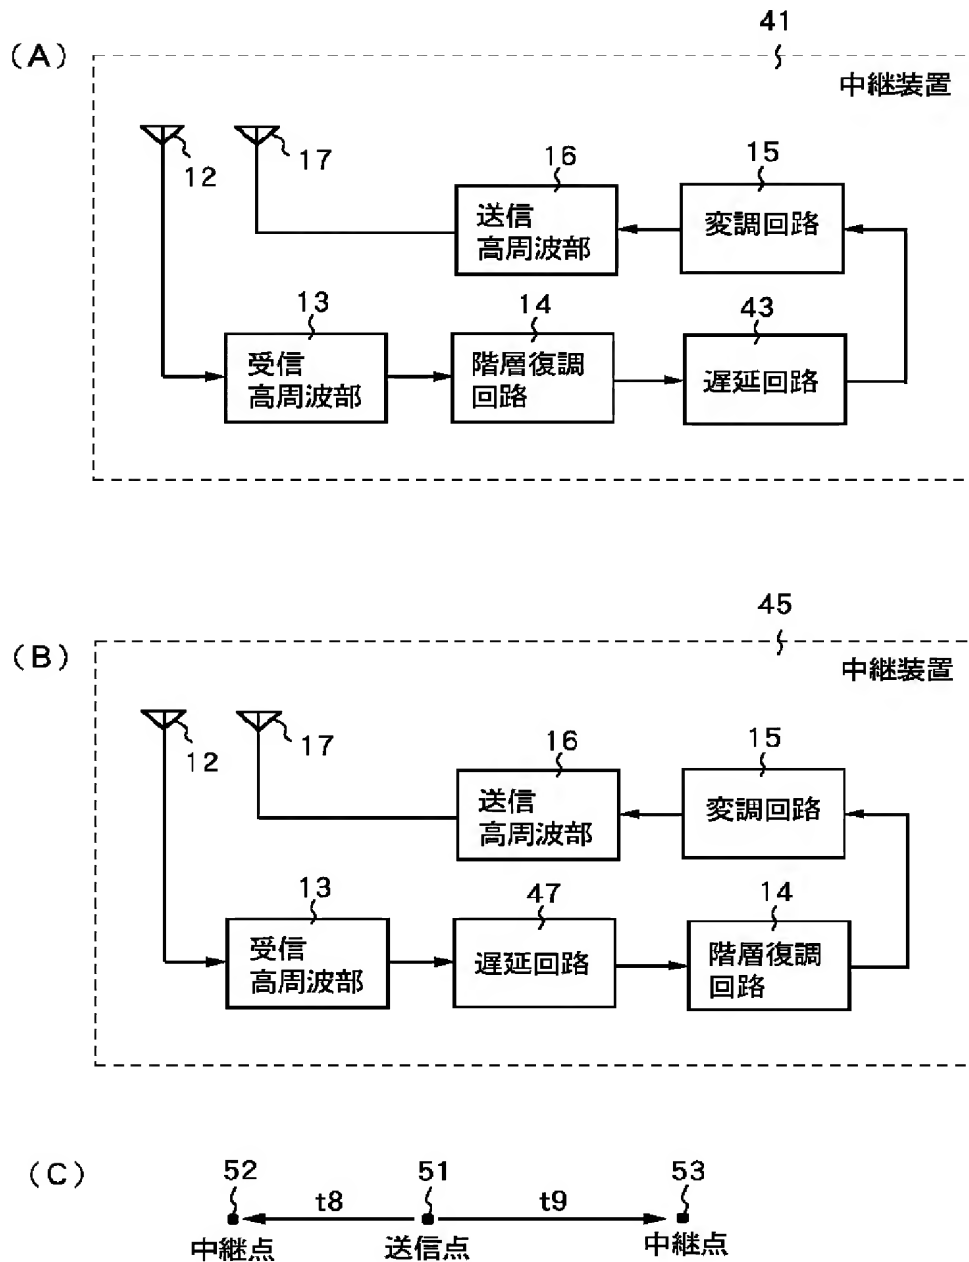 (A)
41
中継装置
12
17
16
送信
高周波部
15
変調回路
13
受信
高周波部
14
階層復調
回路
43
遅延回路
(B)
45
中継装置
12
17
16
送信
高周波部
15
変調回路
13
受信
高周波部
47
遅延回路
14
階層復調
回路
(C)
52
t8
51
t9
53
中継点
送信点
中継点